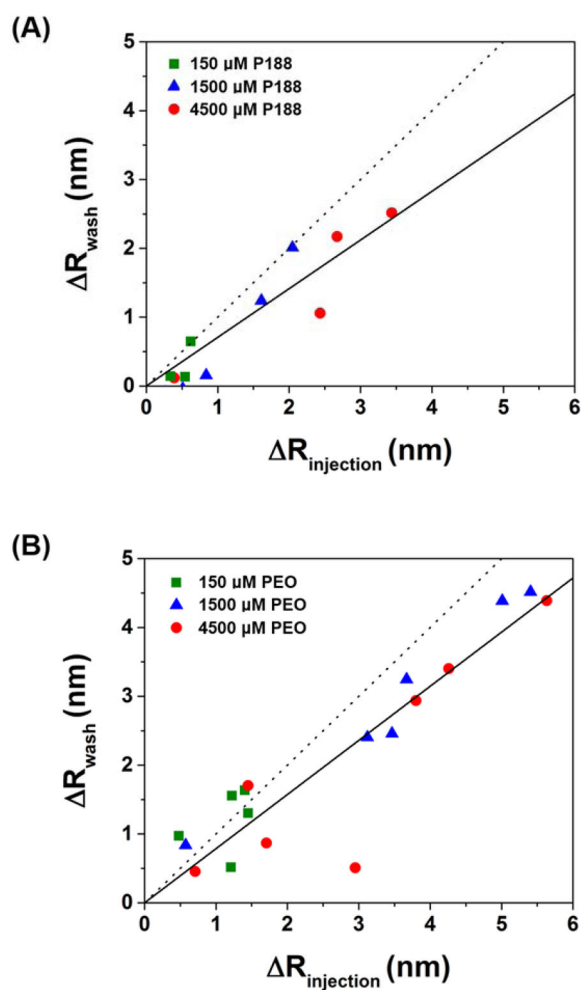 (A)
5
150 µM P188
1500 µM P188
4500 µM P188
4
3
2
1
0
ΔRwash (nm)
0 1 2 3 4 5 6
ΔRinjection (nm)
(B)
5
150 µM PEO
1500 µM PEO
4500 µM PEO
4
3
2
1
0
ΔRwash (nm)
0 1 2 3 4 5 6
ΔRinjection (nm)